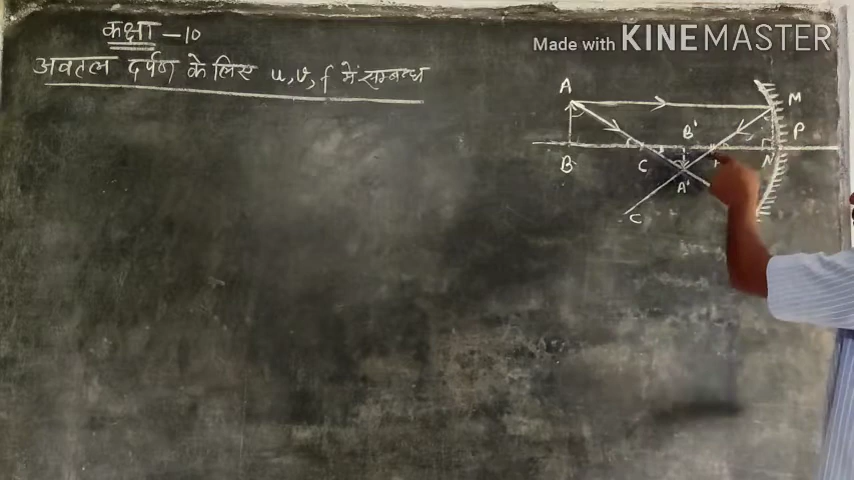 कक्षा - 10
अवतल दर्पण के लिए u, v, f में सम्बन्ध
Made with KINEMASTER
A
M
B'
P
B
C
N
A'
C